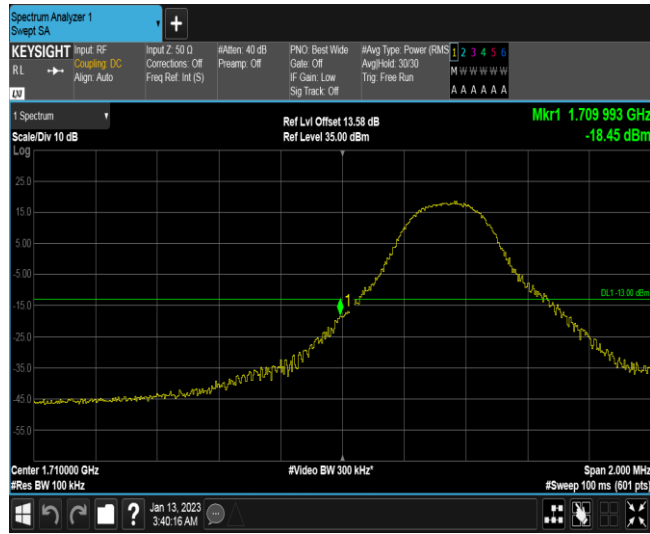 Spectrum Analyzer 1
Swept SA
+
KEYSIGHT
RL
LXI
Input: RF
Coupling: DC
Align: Auto
Input Z: 50 Ω
Corrections: Off
Freq Ref: Int (S)
#Atten: 40 dB
Preamp: Off
PNO: Best Wide
Gate: Off
IF Gain: Low
Sig Track: Off
#Avg Type: Power (RMS
Avg|Hold: 30/30
Trig: Free Run
1 2 3 4 5 6
M W W W W W
A A A A A A
1 Spectrum
Scale/Div 10 dB
Ref Lvl Offset 13.58 dB
Ref Level 35.00 dBm
Mkr1 1.709 993 GHz
-18.45 dBm
Log
25.0
15.0
5.00
-5.00
-15.0
-25.0
-35.0
-45.0
-55.0
1
DL1 -13.00 dBm
Center 1.710000 GHz
#Res BW 100 kHz
#Video BW 300 kHz*
Span 2.000 MHz
#Sweep 100 ms (601 pts)
?
Jan 13, 2023
3:40:16 AM